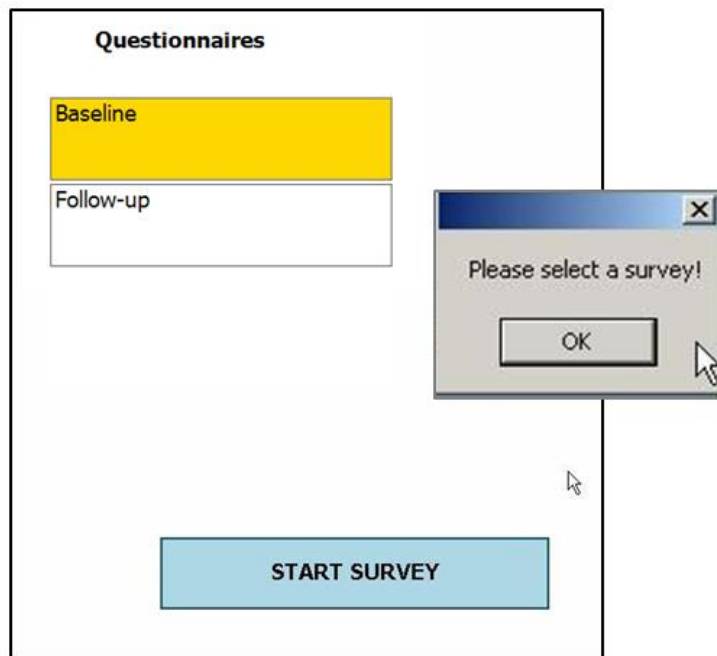 Questionnaires
Baseline
Follow-up
Please select a survey!
OK
START SURVEY